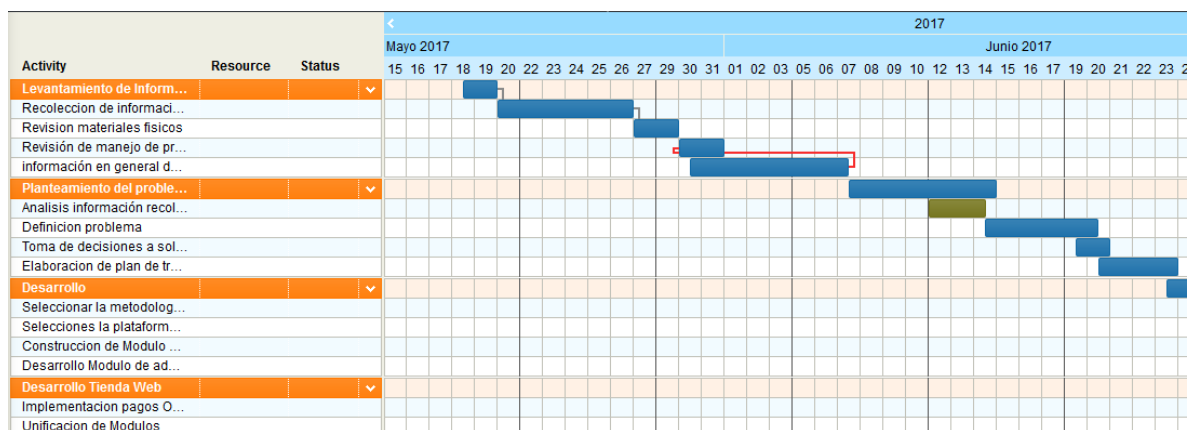 2017
Mayo 2017 Junio 2017
Activity Resource Status 15 16 17 18 19 20 22 23 24 25 26 27 29 30 31 01 02 03 05 06 07 08 09 10 12 13 14 15 16 17 19 20 21 22 23 2
Levantamiento de Inform...
Recoleccion de informaci...
Revision materiales fisicos
Revisión de manejo de pr...
información en general d...
Planteamiento del proble...
Analisis información recol...
Definicion problema
Toma de decisiones a sol...
Elaboracion de plan de tr...
Desarrollo
Seleccionar la metodolog...
Selecciones la plataform...
Construccion de Modulo ...
Desarrollo Modulo de ad...
Desarrollo Tienda Web
Implementacion pagos O...
Unificacion de Modulos